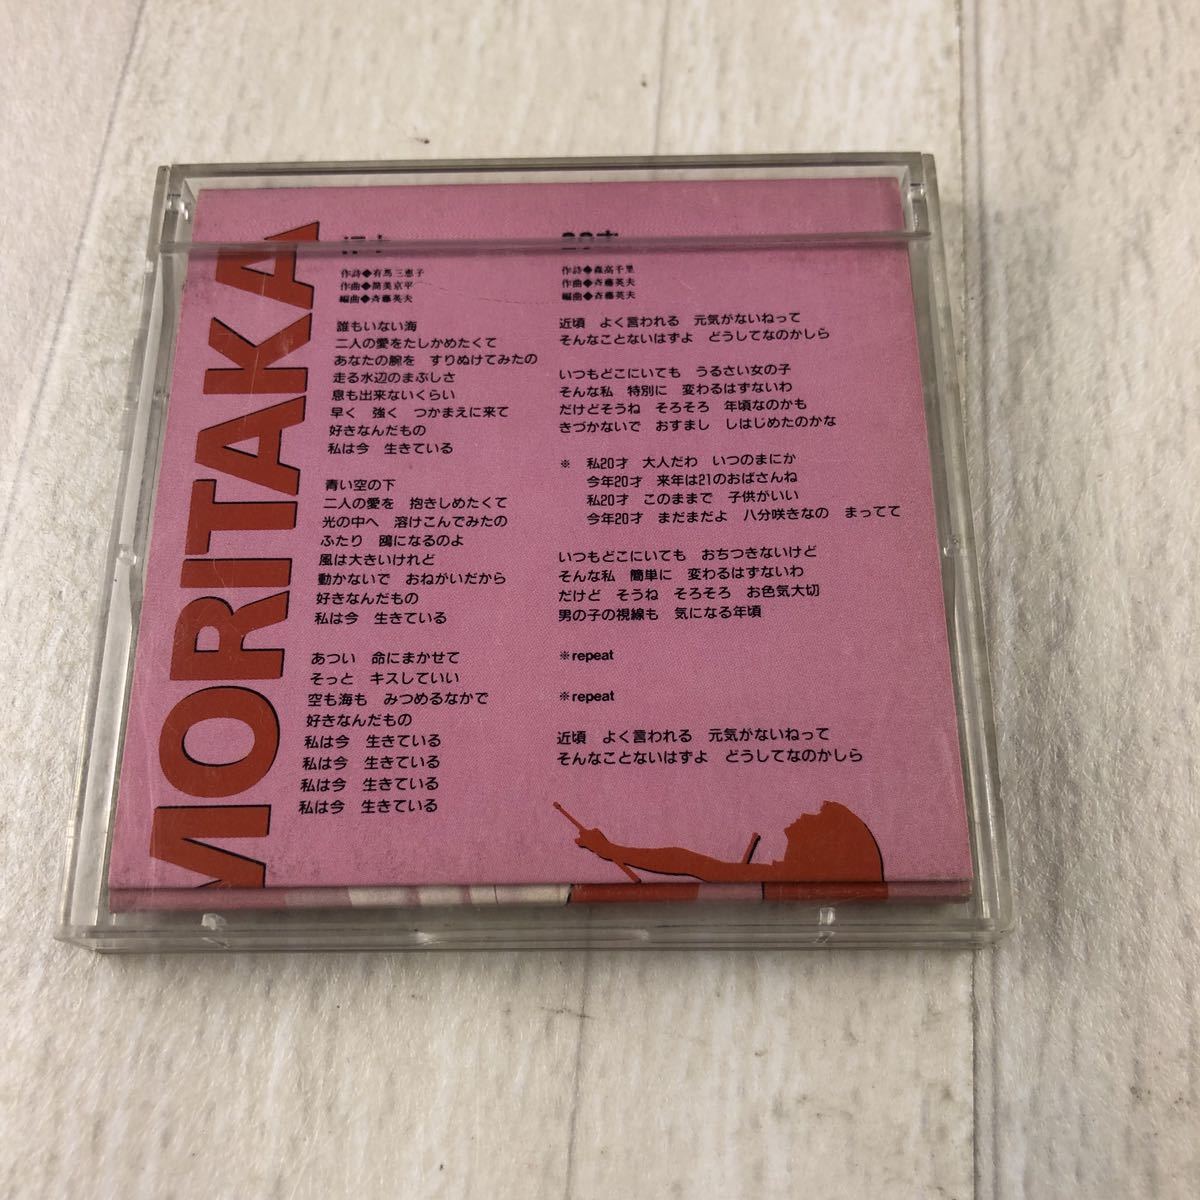 MORITAKA
作詩◆有馬三恵子
作曲◆筒美京平
編曲◆斉藤英夫
誰もいない海
二人の愛をたしかめたくて
あなたの腕を　すりぬけてみたの
走る水辺のまぶしさ
息も出来ないくらい
早く　強く　つかまえに来て
好きなんだもの
私は今　生きている
青い空の下
二人の愛を　抱きしめたくて
光の中へ　溶けこんでみたの
ふたり　鴎になるのよ
風は大きいけれど
動かないで　おねがいだから
好きなんだもの
私は今　生きている
あつい　命にまかせて
そっと　キスしていい
空も海も　みつめるなかで
好きなんだもの
私は今　生きている
私は今　生きている
私は今　生きている
私は今　生きている
20才
作詩◆森高千里
作曲◆斉藤英夫
編曲◆斉藤英夫
近頃　よく言われる　元気がないねって
そんなことないはずよ　どうしてなのかしら
いつもどこにいても　うるさい女の子
そんな私　特別に　変わるはずないわ
だけどそうね　そろそろ　年頃なのかも
きづかないで　おすまし　しはじめたのかな
※　私20才　大人だわ　いつのまにか
今年20才　来年は21のおばさんね
私20才　このままで　子供がいい
今年20才　まだまだよ　八分咲きなの　まってて
いつもどこにいても　おちつきないけど
そんな私　簡単に　変わるはずないわ
だけど　そうね　そろそろ　お色気大切
男の子の視線も　気になる年頃
※repeat
※repeat
近頃　よく言われる　元気がないねって
そんなことないはずよ　どうしてなのかしら